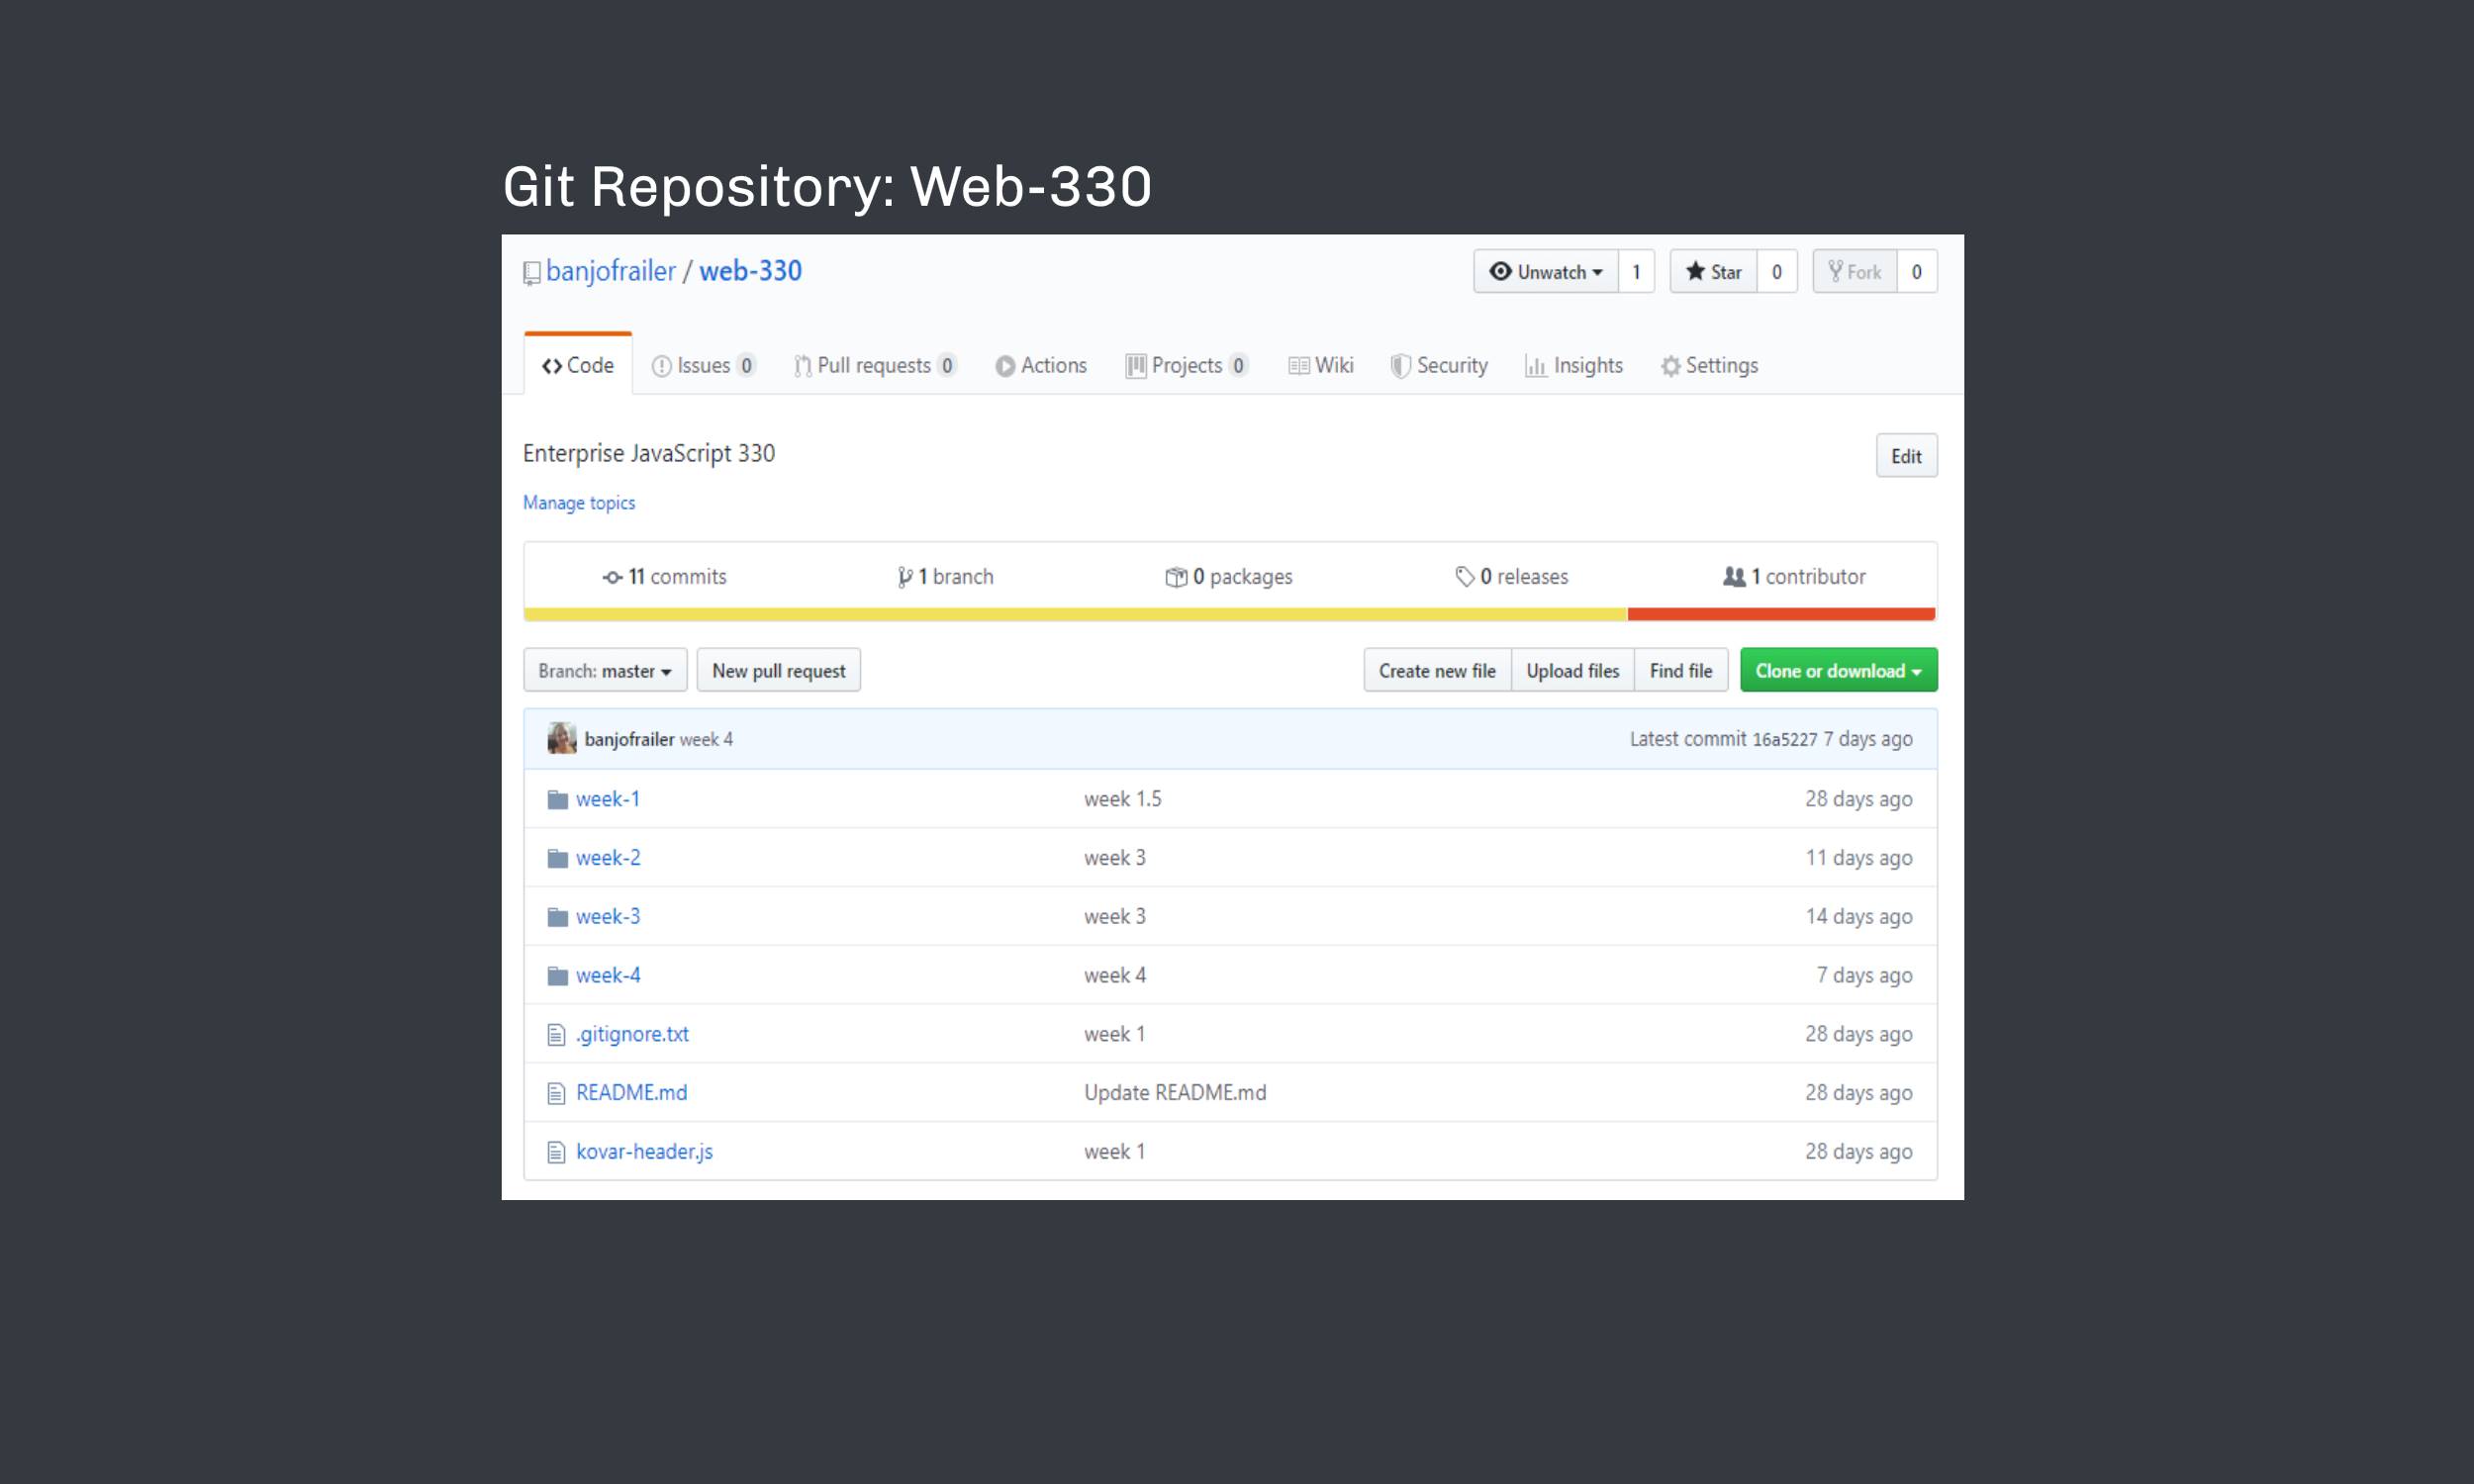 Git Repository: Web-330
banjofrailer / web-330 Unwatch 1 Star 0 Fork 0
Code Issues 0 Pull requests 0 Actions Projects 0 Wiki Security Insights Settings
Enterprise JavaScript 330 Edit
Manage topics
11 commits 1 branch 0 packages 0 releases 1 contributor
Branch: master New pull request Create new file Upload files Find file Clone or download
banjofrailer week 4 Latest commit 16a5227 7 days ago
week-1 week 1.5 28 days ago
week-2 week 3 11 days ago
week-3 week 3 14 days ago
week-4 week 4 7 days ago
.gitignore.txt week 1 28 days ago
README.md Update README.md 28 days ago
kovar-header.js week 1 28 days ago